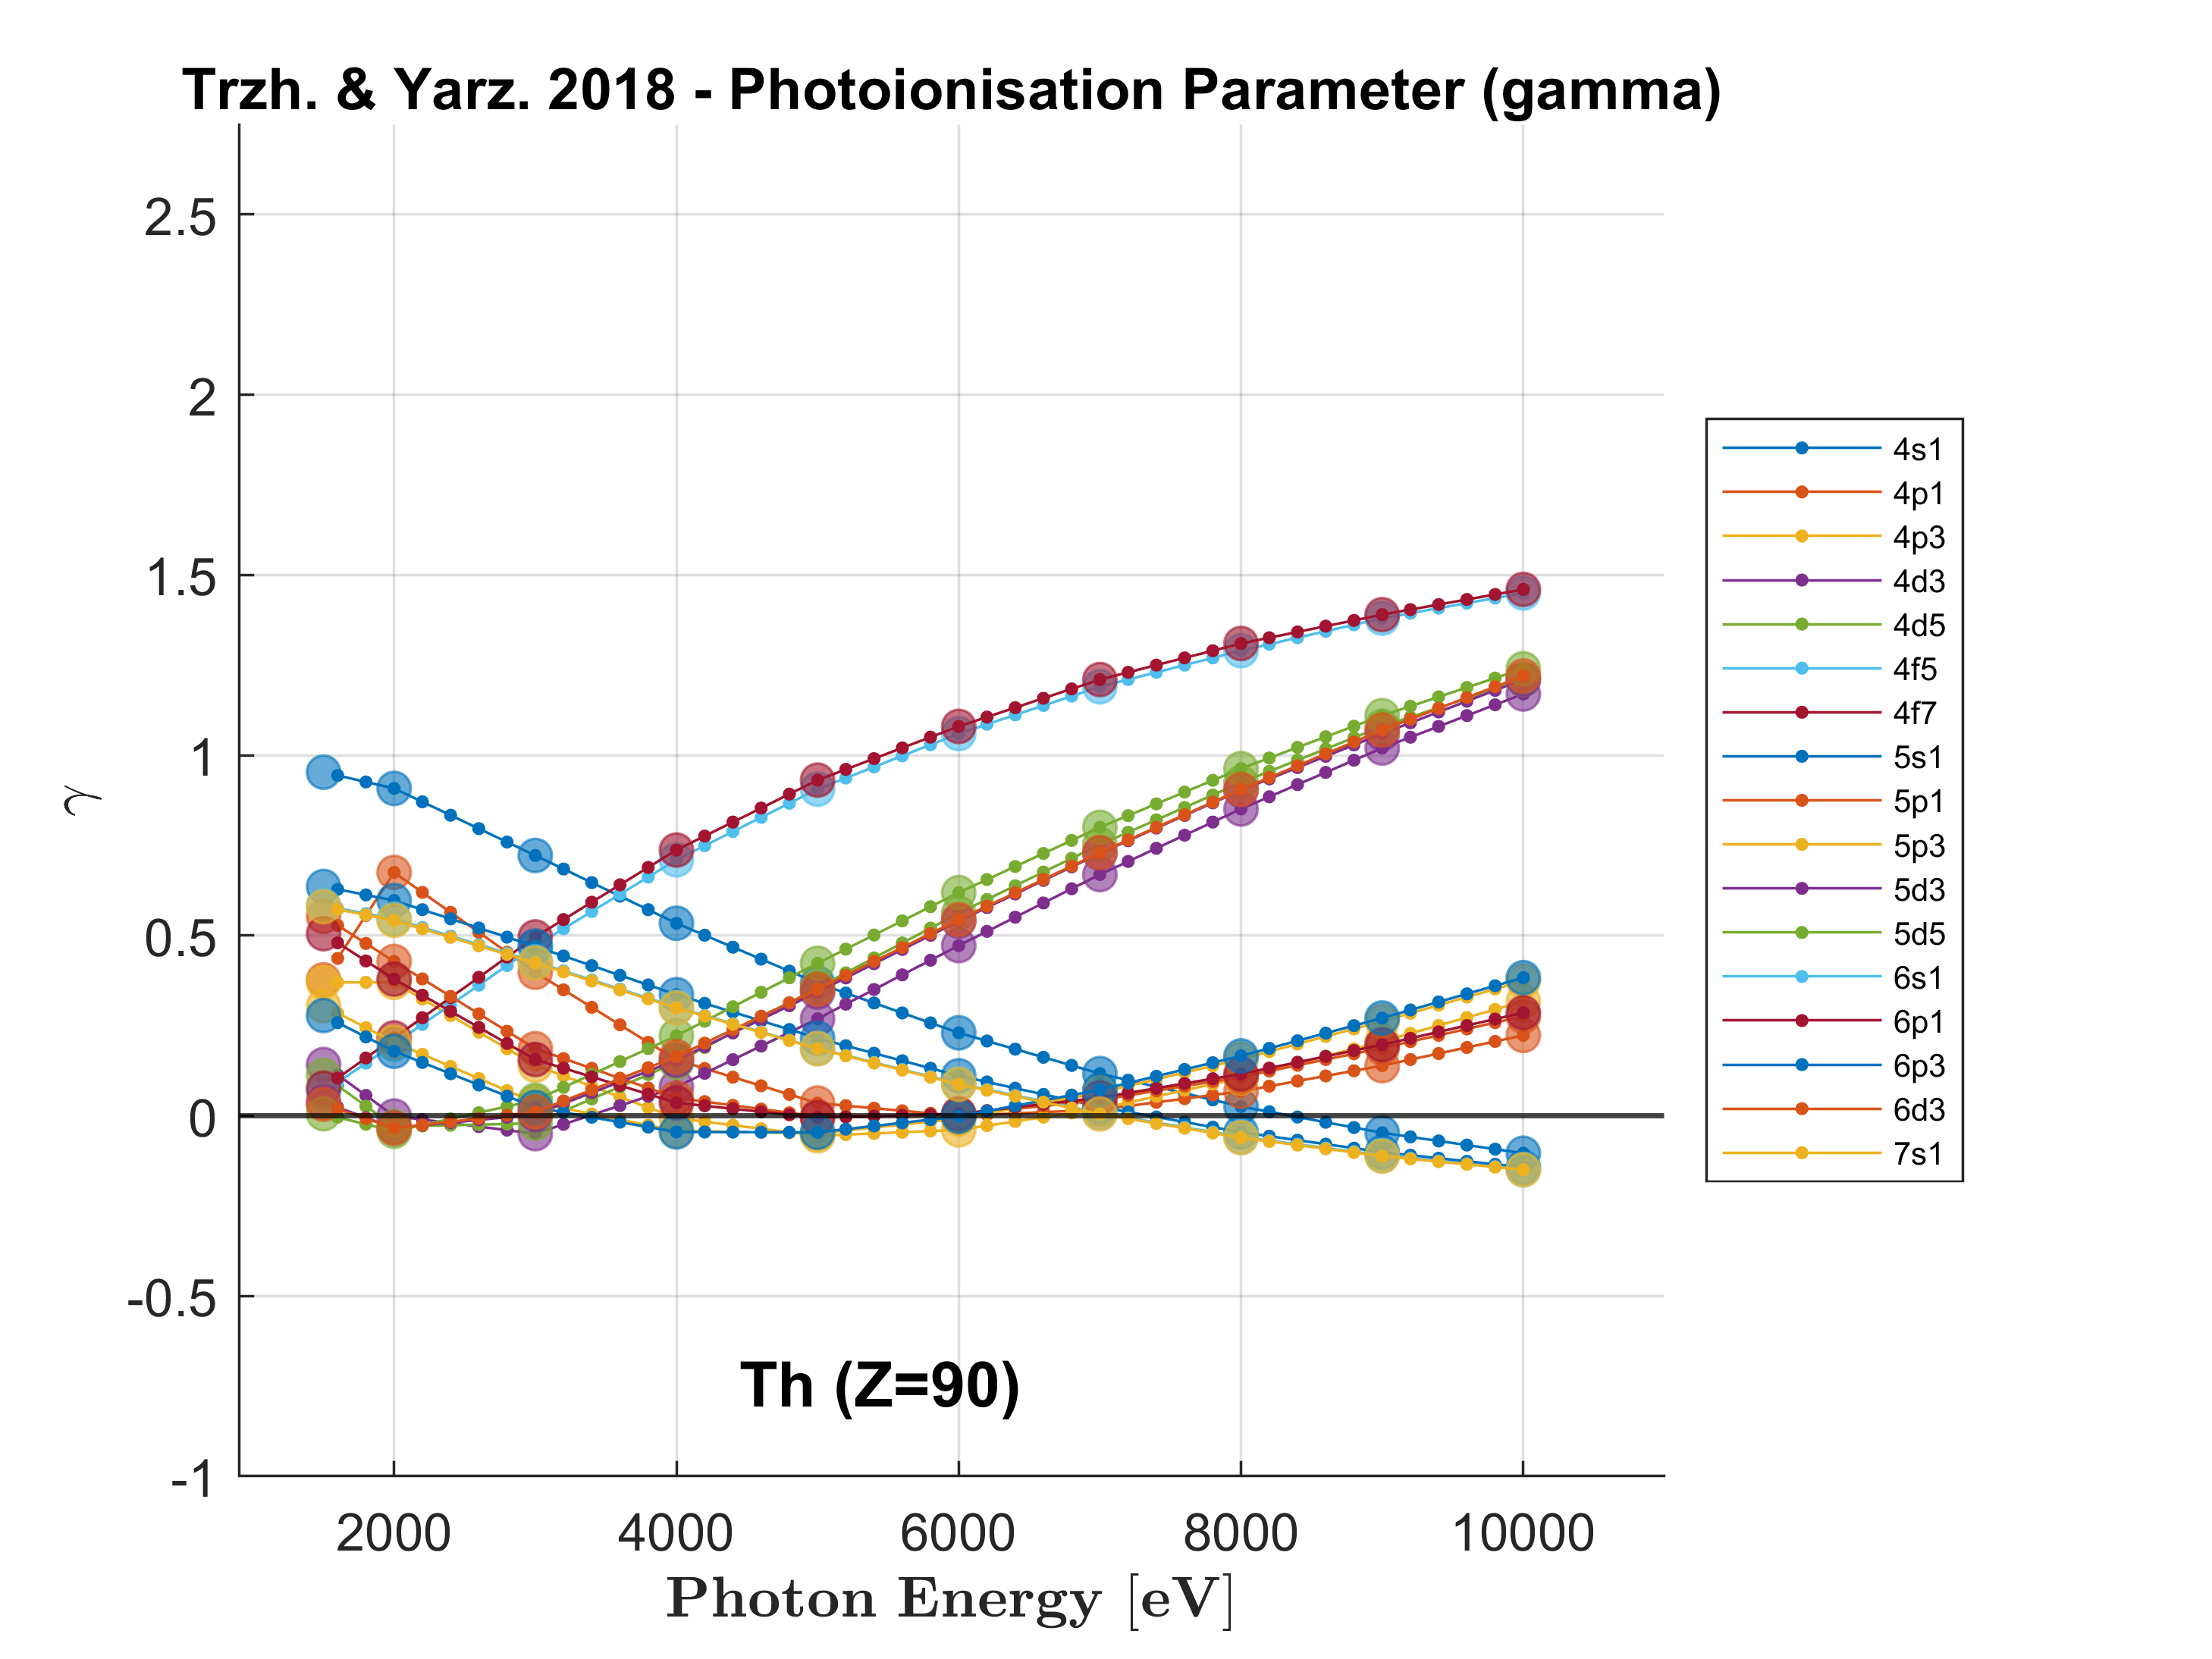 Trzh. & Yarz. 2018 - Photoionisation Parameter (gamma)
2.5
2
1.5
1
0.5
0
-0.5
-1
γ
2000 4000 6000 8000 10000
Photon Energy [eV]
Th (Z=90)
4s1
4p1
4p3
4d3
4d5
4f5
4f7
5s1
5p1
5p3
5d3
5d5
6s1
6p1
6p3
6d3
7s1